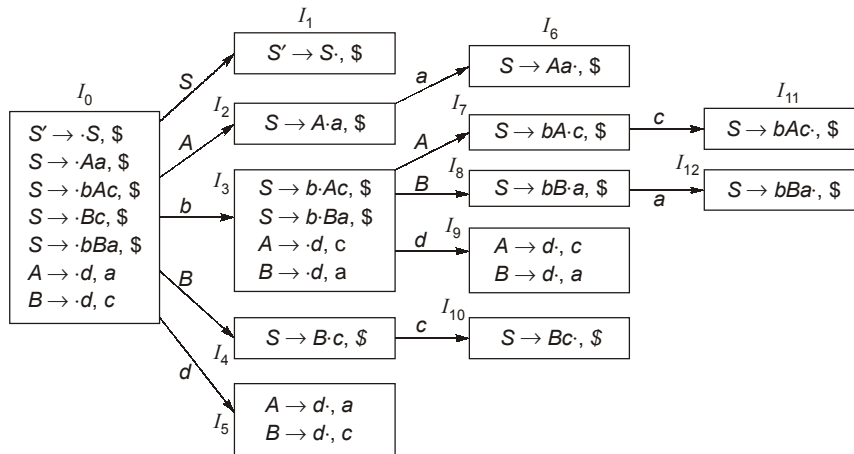 I1
S′ → S·, $
I6
S → Aa·, $
S
a
I0
S′ → ·S, $
S → ·Aa, $
S → ·bAc, $
S → ·Bc, $
S → ·bBa, $
A → ·d, a
B → ·d, c
I2
S → A·a, $
A
I7
S → bA·c, $
c
I11
S → bAc·, $
A
I3
S → b·Ac, $
S → b·Ba, $
A → ·d, c
B → ·d, a
b
B
I8
S → bB·a, $
a
I12
S → bBa·, $
d
I9
A → d·, c
B → d·, a
B
I4
S → B·c, $
c
I10
S → Bc·, $
d
I5
A → d·, a
B → d·, c